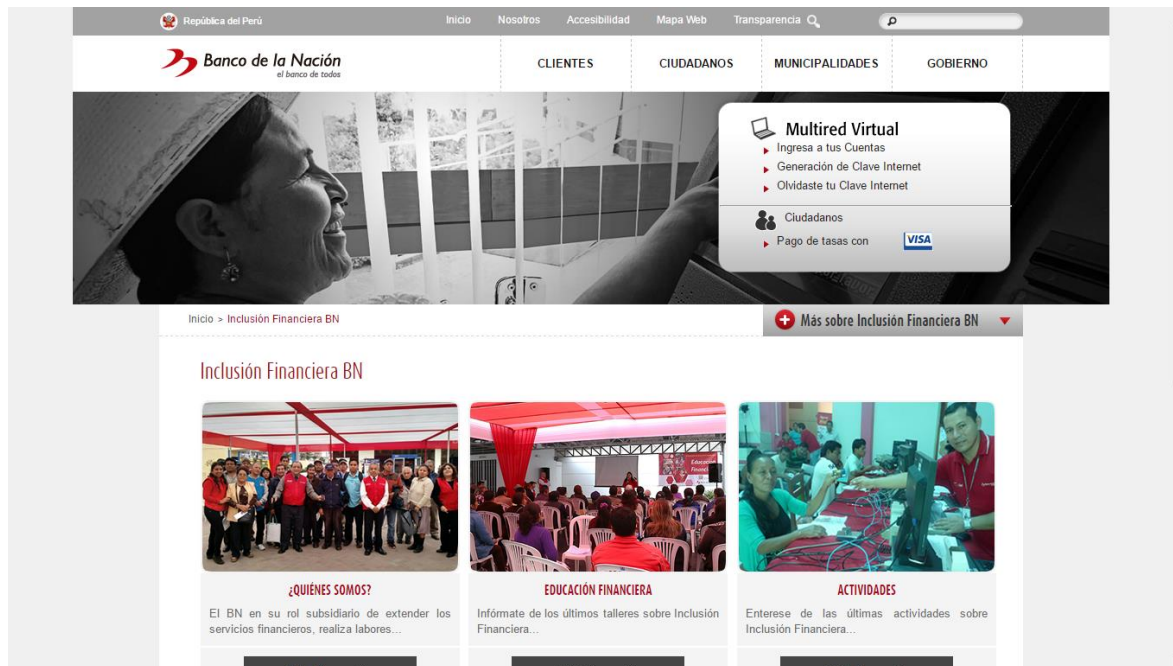 República del Perú
Inicio Nosotros Accesibilidad Mapa Web Transparencia
Banco de la Nación
el banco de todos
CLIENTES CIUDADANOS MUNICIPALIDADES GOBIERNO
Multired Virtual
Ingresa a tus Cuentas
Generación de Clave Internet
Olvidaste tu Clave Internet
Ciudadanos
Pago de tasas con VISA
Inicio > Inclusión Financiera BN
Más sobre Inclusión Financiera BN
Inclusión Financiera BN
Educación
Financiera
¿QUIÉNES SOMOS?
El BN en su rol subsidiario de extender los
servicios financieros, realiza labores...
EDUCACIÓN FINANCIERA
Infórmate de los últimos talleres sobre Inclusión
Financiera...
ACTIVIDADES
Enterese de las últimas actividades sobre
Inclusión Financiera...